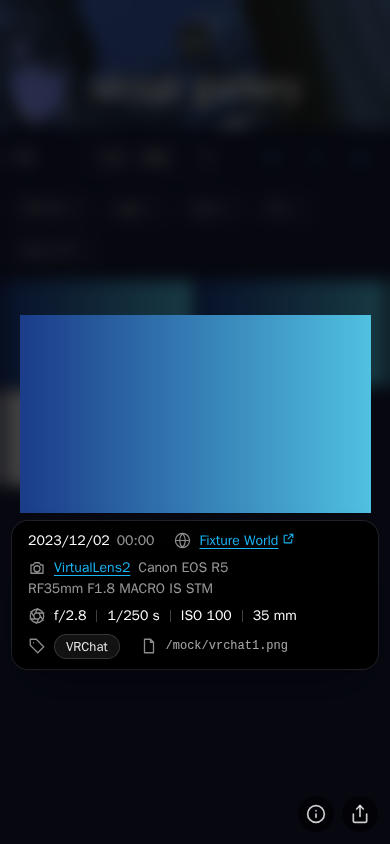 2023/12/02 00:00 Fixture World
VirtualLens2 Canon EOS R5
RF35mm F1.8 MACRO IS STM
f/2.8 | 1/250 s | ISO 100 | 35 mm
VRChat /mock/vrchat1.png